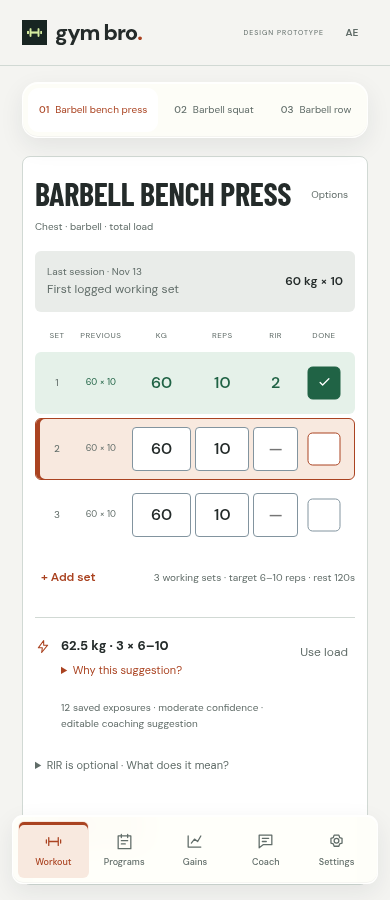 gym bro.
DESIGN PROTOTYPE
AE
01 Barbell bench press
02 Barbell squat
03 Barbell row
BARBELL BENCH PRESS
Options
Chest · barbell · total load
Last session · Nov 13
First logged working set
60 kg × 10
SET PREVIOUS KG REPS RIR DONE
1 60 × 10 60 10 2
2 60 × 10 60 10 —
3 60 × 10 60 10 —
+ Add set
3 working sets · target 6–10 reps · rest 120s
62.5 kg · 3 × 6–10
Use load
Why this suggestion?
12 saved exposures · moderate confidence ·
editable coaching suggestion
RIR is optional · What does it mean?
Workout Programs Gains Coach Settings